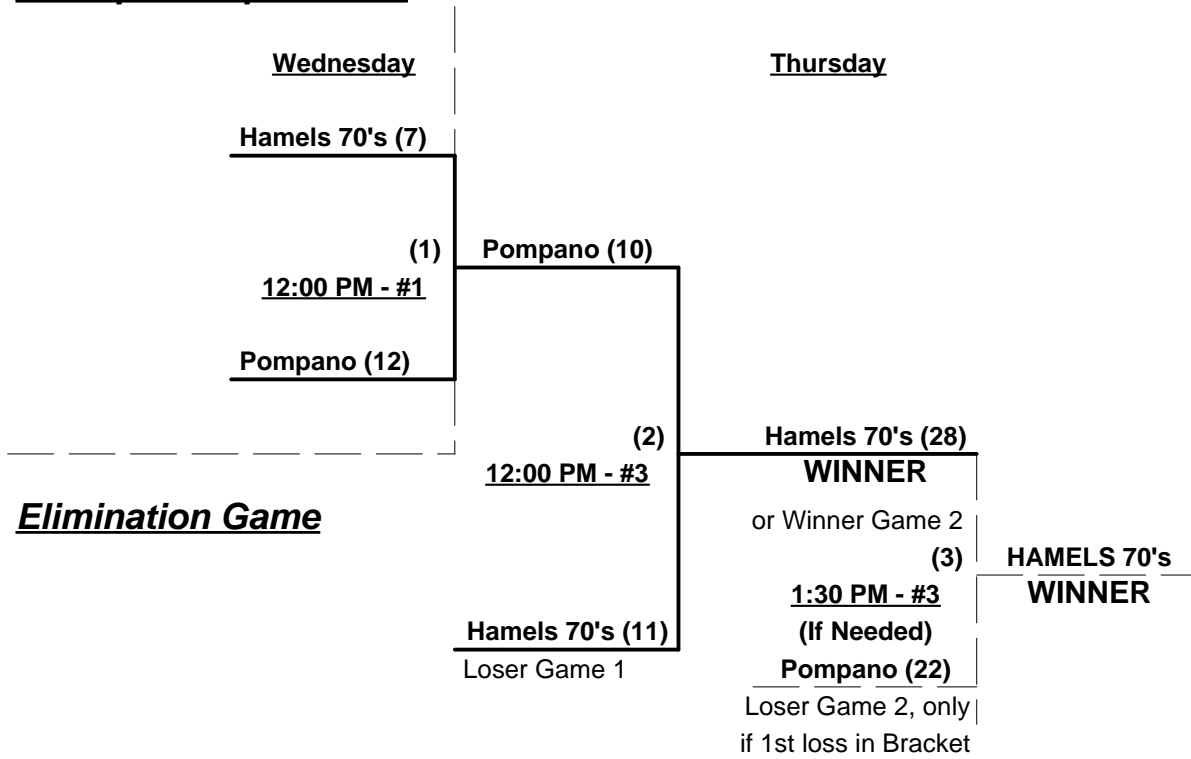 Wednesday
Thursday
Hamels 70's (7)
(1)
Pompano (10)
12:00 PM - #1
Pompano (12)
(2)
Hamels 70's (28)
12:00 PM - #3
WINNER
Elimination Game
or Winner Game 2
(3)
HAMELS 70's
1:30 PM - #3
WINNER
(If Needed)
Hamels 70's (11)
Loser Game 1
Pompano (22)
Loser Game 2, only
if 1st loss in Bracket